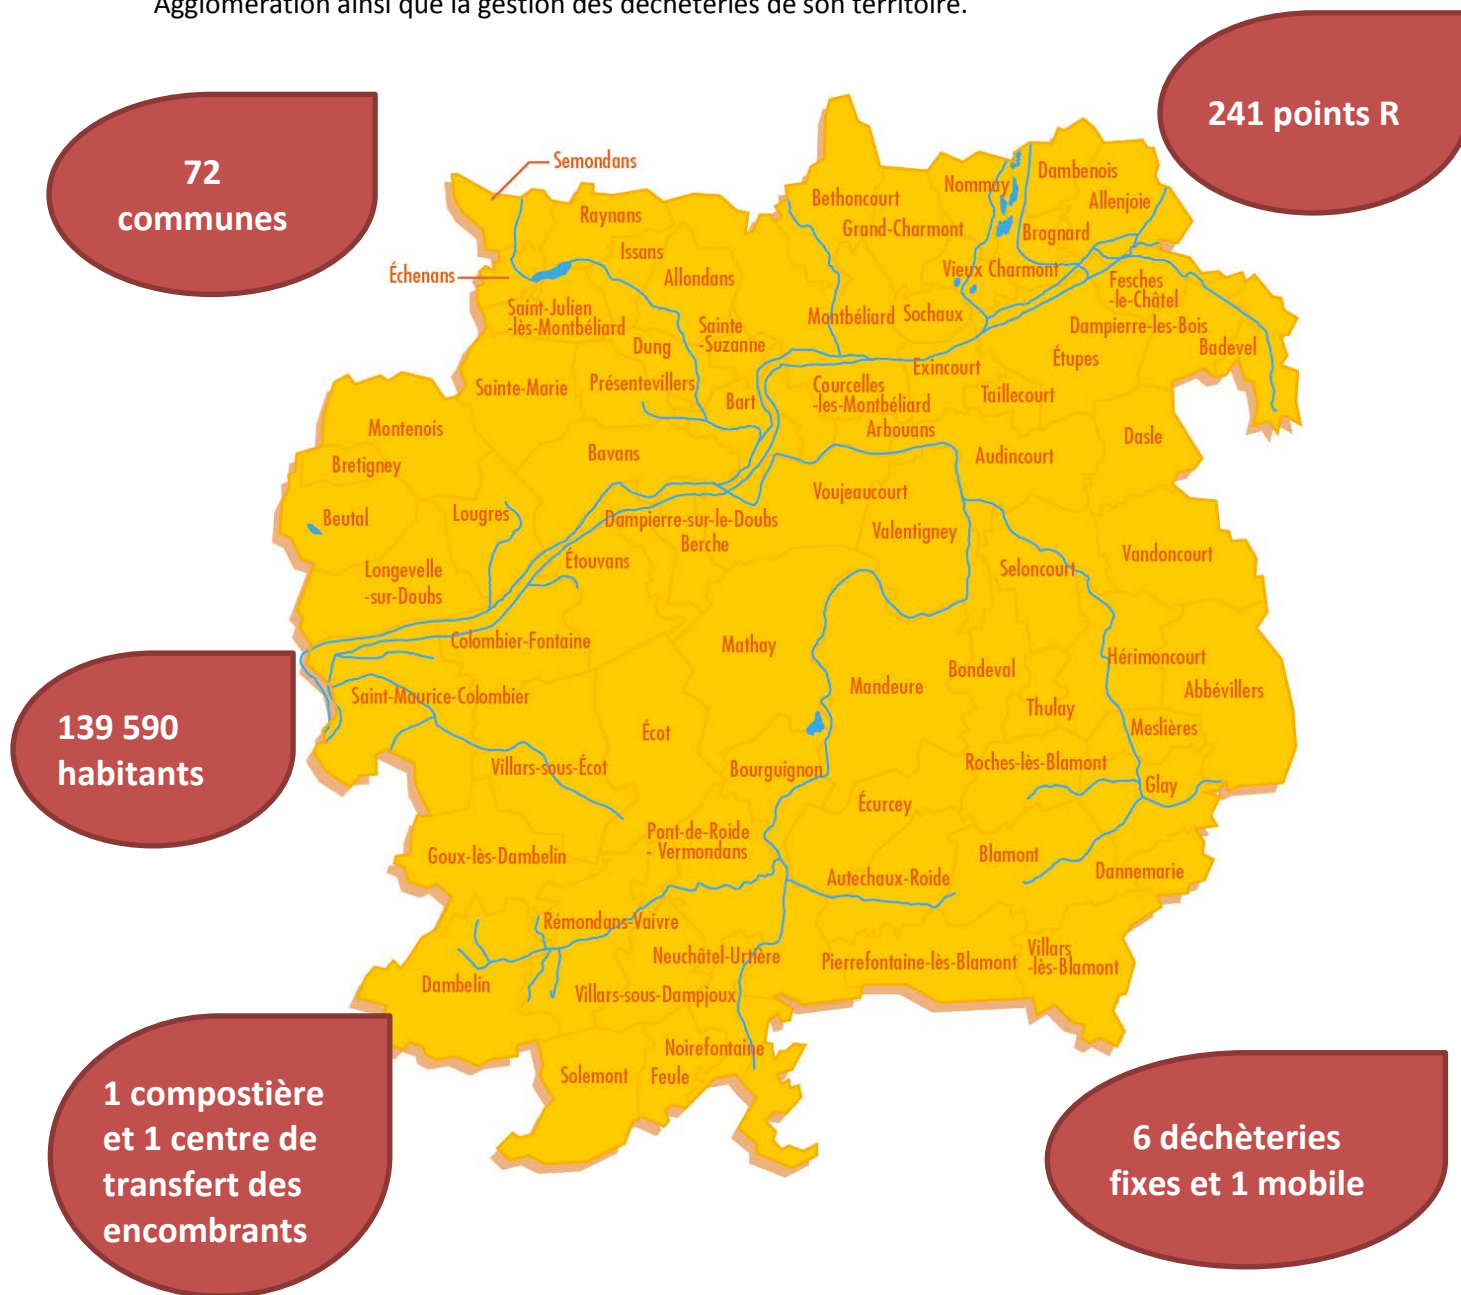 Agglomération ainsi que la gestion des déchèteries de son territoire.
241 points R
72
communes
Semondans
Raynans
Issans
Échenans
Allondans
Saint-Julien
-lès-Montbéliard
Dung
Sainte
-Suzanne
Sainte-Marie
Présentevillers
Bart
Bethoncourt
Grand-Charmont
Nommay
Dambenois
Allenjoie
Brognard
Vieux Charmont
Montbéliard
Sochaux
Fesches
-le-Châtel
Dampierre-les-Bois
Badevel
Étupes
Exincourt
Courcelles
-les-Montbéliard
Taillecourt
Arbouans
Audincourt
Dasle
Montenois
Bretigney
Bavans
Beutal
Lougres
Longevelle
-sur-Doubs
Dampierre-sur-le-Doubs
Berche
Étouvans
Voujeaucourt
Valentigney
Seloncourt
Vandoncourt
Colombier-Fontaine
Saint-Maurice-Colombier
Mathay
Mandeure
Bondeval
Hérimoncourt
Abbévillers
Thulay
Meslières
139 590
habitants
Écot
Villars-sous-Écot
Bourguignon
Roches-lès-Blamont
Glay
Écurcey
Pont-de-Roide
- Vermondans
Goux-lès-Dambelin
Blamont
Dannemarie
Autechaux-Roide
Rémondans-Vaivre
Neuchâtel-Urtière
Pierrefontaine-lès-Blamont
Villars
-lès-Blamont
Dambelin
Villars-sous-Dampjoux
Noirefontaine
Solemont
Feule
1 compostière
et 1 centre de
transfert des
encombrants
6 déchèteries
fixes et 1 mobile